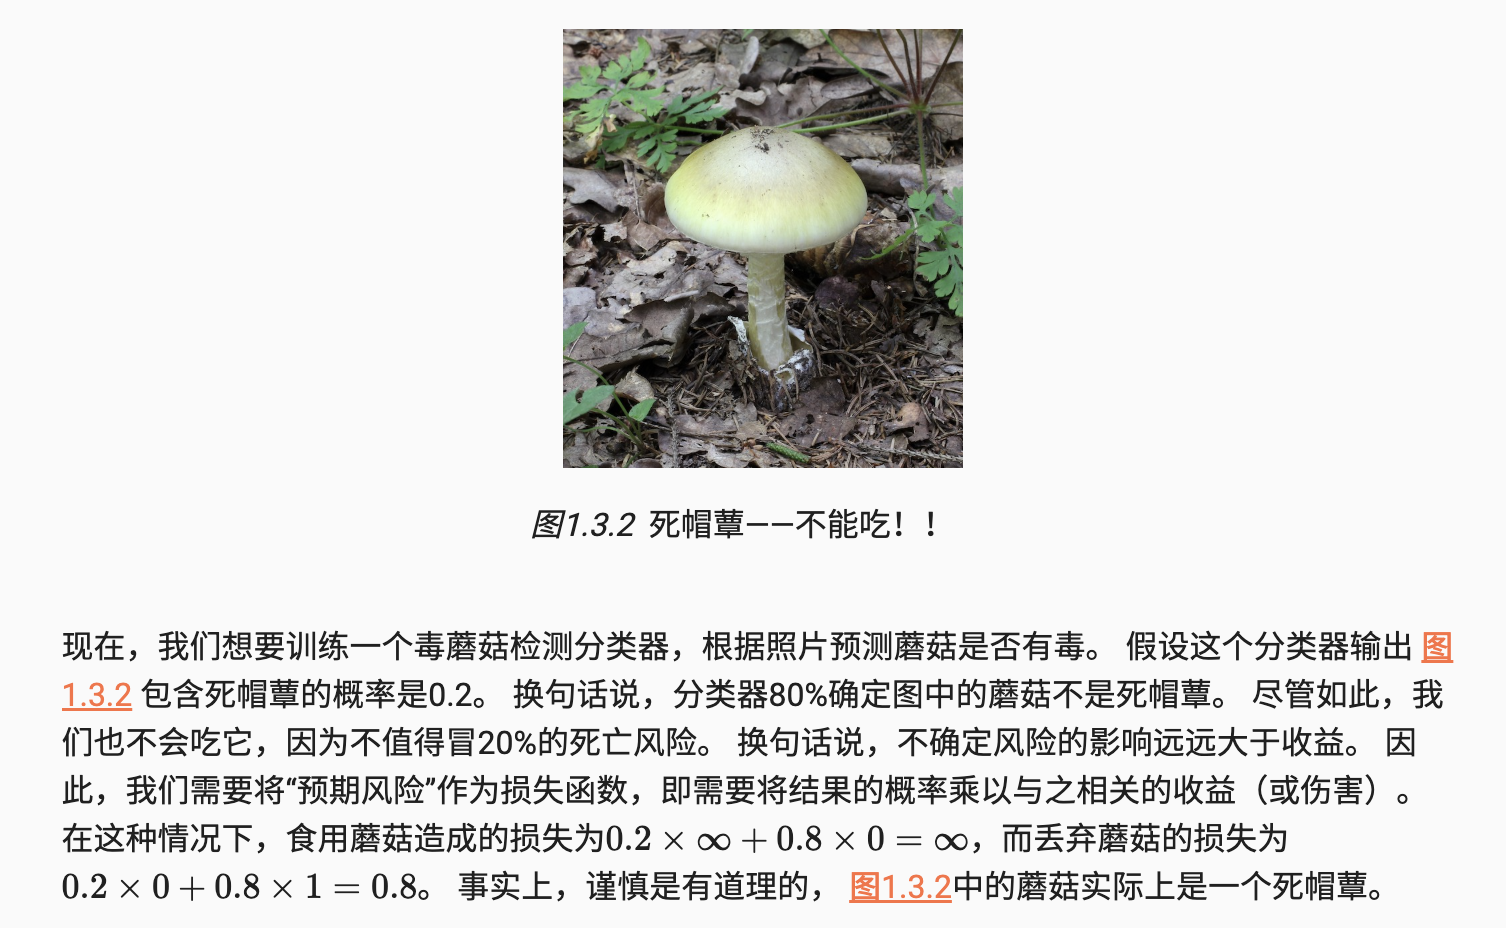 图1.3.2 死帽蕈——不能吃！！
现在，我们想要训练一个毒蘑菇检测分类器，根据照片预测蘑菇是否有毒。 假设这个分类器输出 图
1.3.2 包含死帽蕈的概率是0.2。 换句话说，分类器80%确定图中的蘑菇不是死帽蕈。 尽管如此，我
们也不会吃它，因为不值得冒20%的死亡风险。 换句话说，不确定风险的影响远远大于收益。 因
此，我们需要将“预期风险”作为损失函数，即需要将结果的概率乘以与之相关的收益（或伤害）。
在这种情况下，食用蘑菇造成的损失为0.2 × ∞ + 0.8 × 0 = ∞，而丢弃蘑菇的损失为
0.2 × 0 + 0.8 × 1 = 0.8。 事实上，谨慎是有道理的， 图1.3.2中的蘑菇实际上是一个死帽蕈。